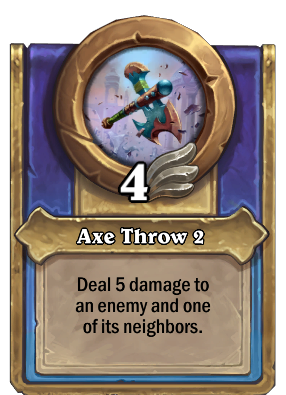 4
Axe Throw 2
Deal 5 damage to
an enemy and one
of its neighbors.